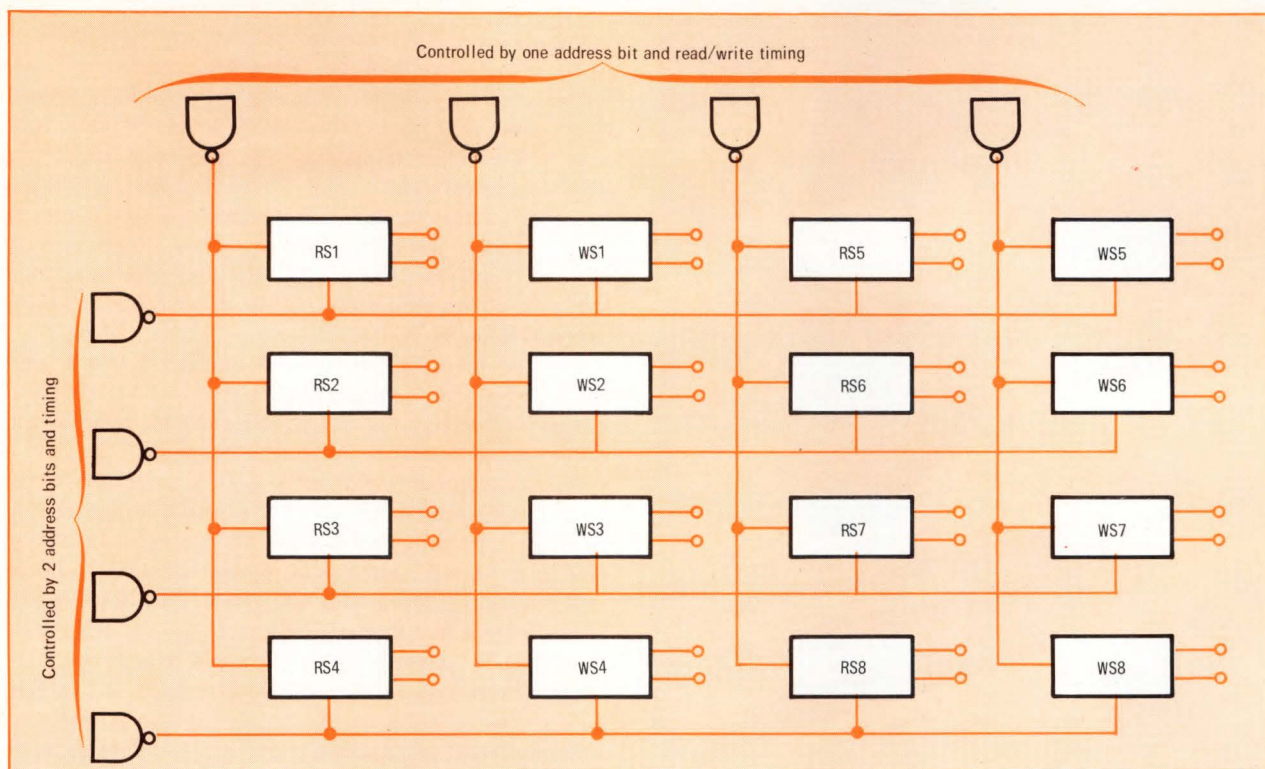 Controlled by one address bit and read/write timing
RS1
WS1
RS5
WS5
RS2
WS2
RS6
WS6
Controlled by 2 address bits and timing
RS3
WS3
RS7
WS7
RS4
WS4
RS8
WS8